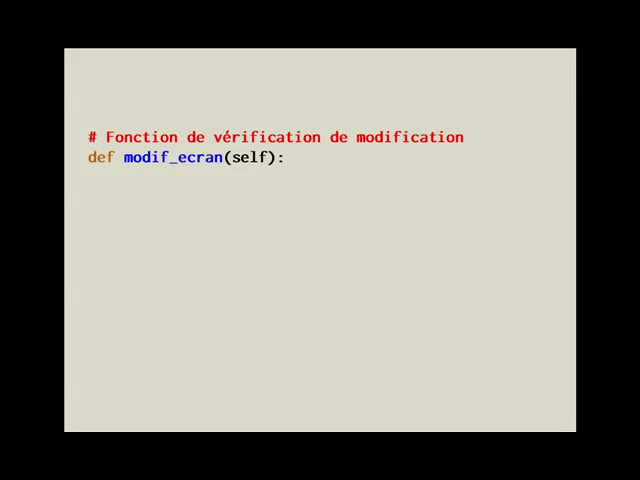 # Fonction de vérification de modification
def modif_ecran(self):